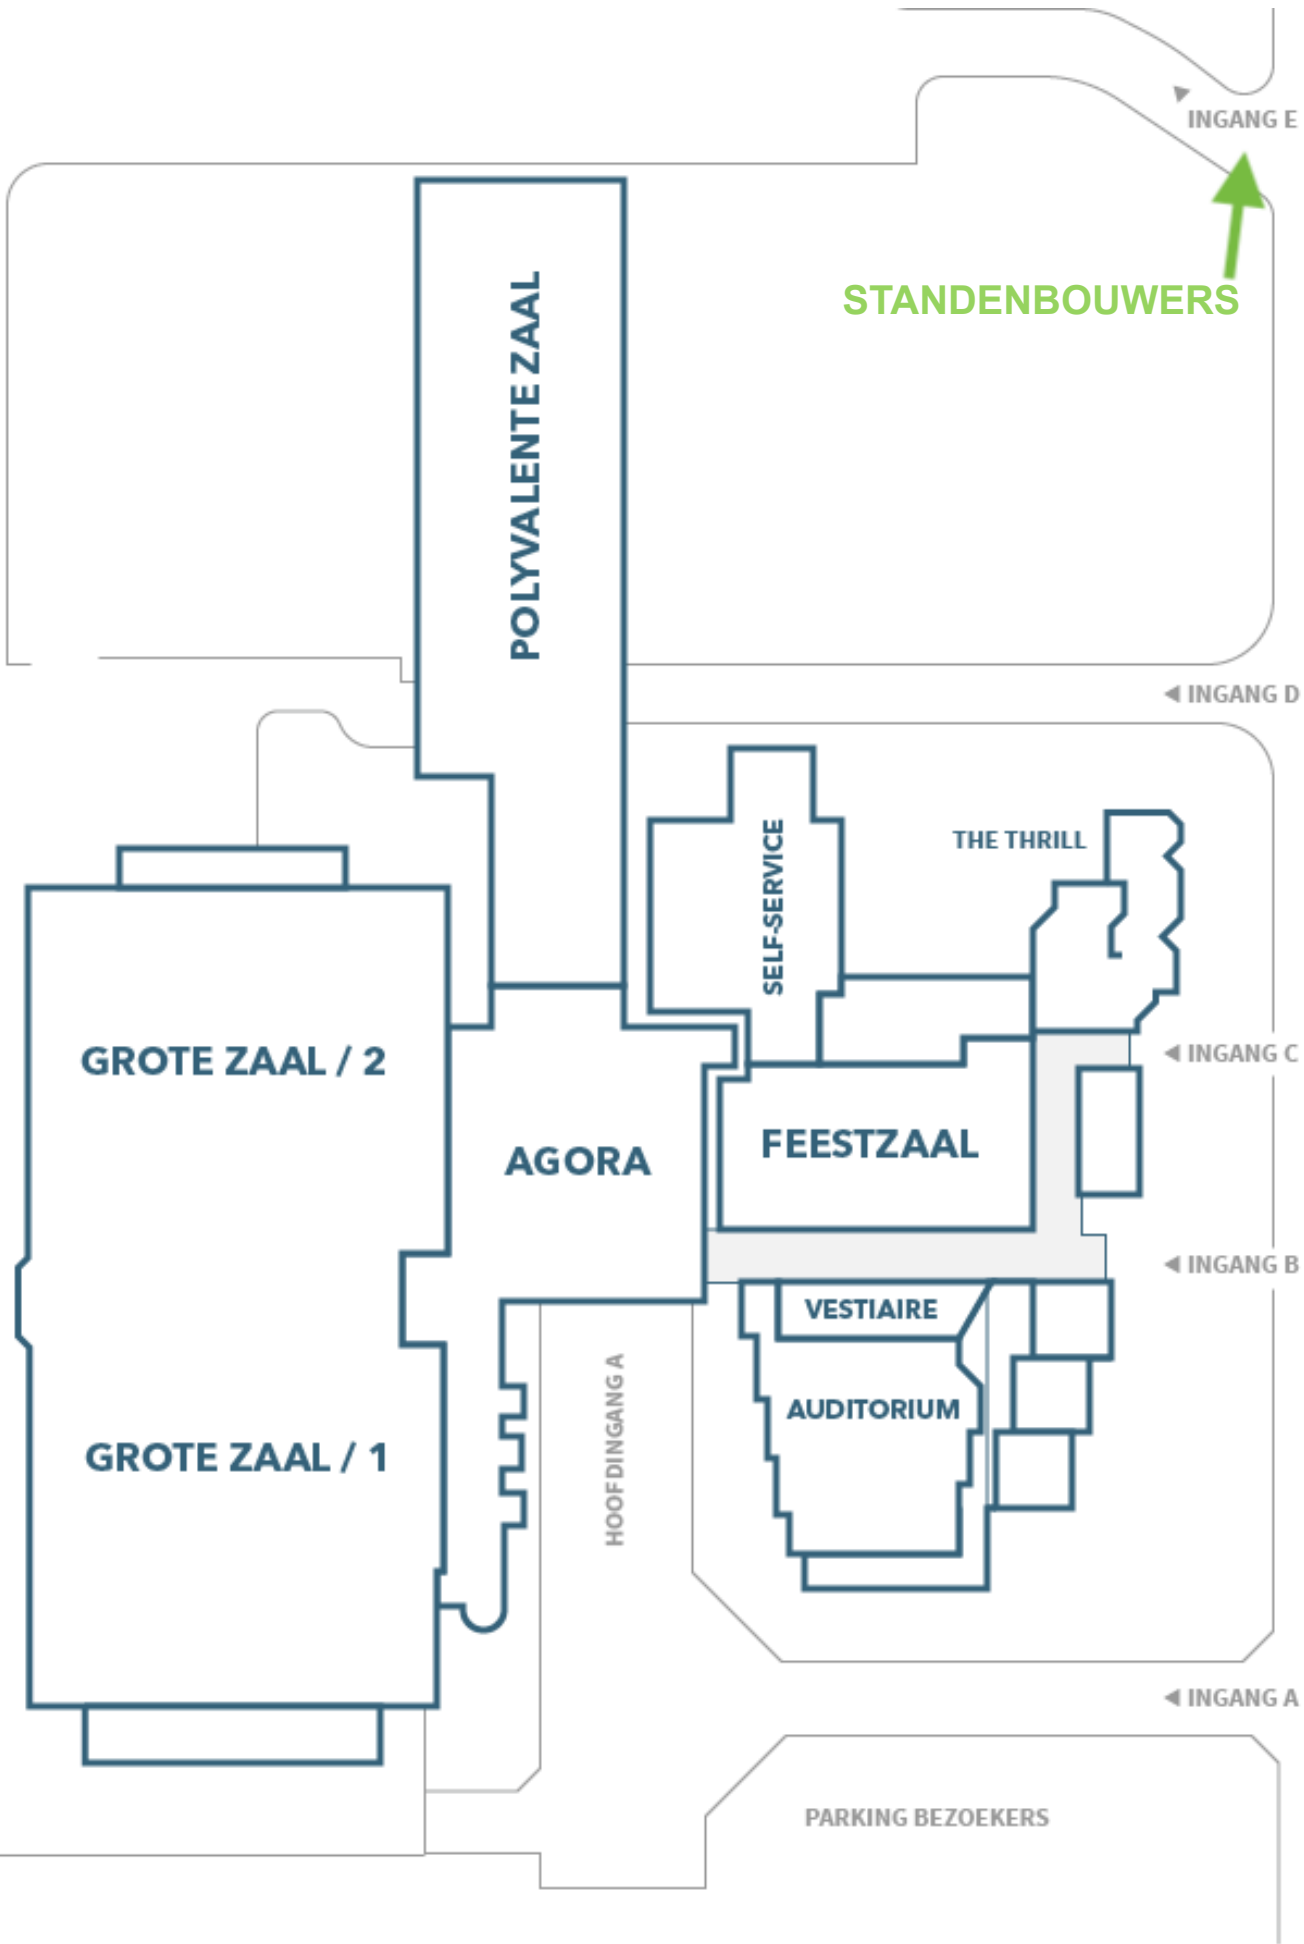 INGANG E
STANDENBOUWERS
POLYVALENTE ZAAL
INGANG D
SELF-SERVICE
THE THRILL
GROTE ZAAL / 2
INGANG C
AGORA
FEESTZAAL
INGANG B
VESTIAIRE
AUDITORIUM
HOOFDINGANG A
GROTE ZAAL / 1
INGANG A
PARKING BEZOEKERS